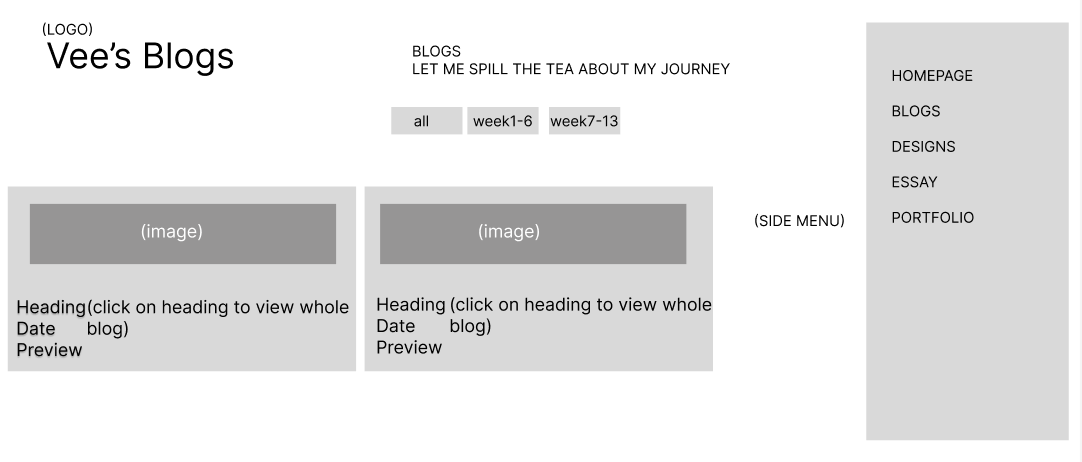 (LOGO)
Vee's Blogs
BLOGS
LET ME SPILL THE TEA ABOUT MY JOURNEY
all
week1-6
week7-13
(image)
Heading(click on heading to view whole
Date blog)
Preview
(image)
Heading (click on heading to view whole
Date blog)
Preview
(SIDE MENU)
HOMEPAGE
BLOGS
DESIGNS
ESSAY
PORTFOLIO